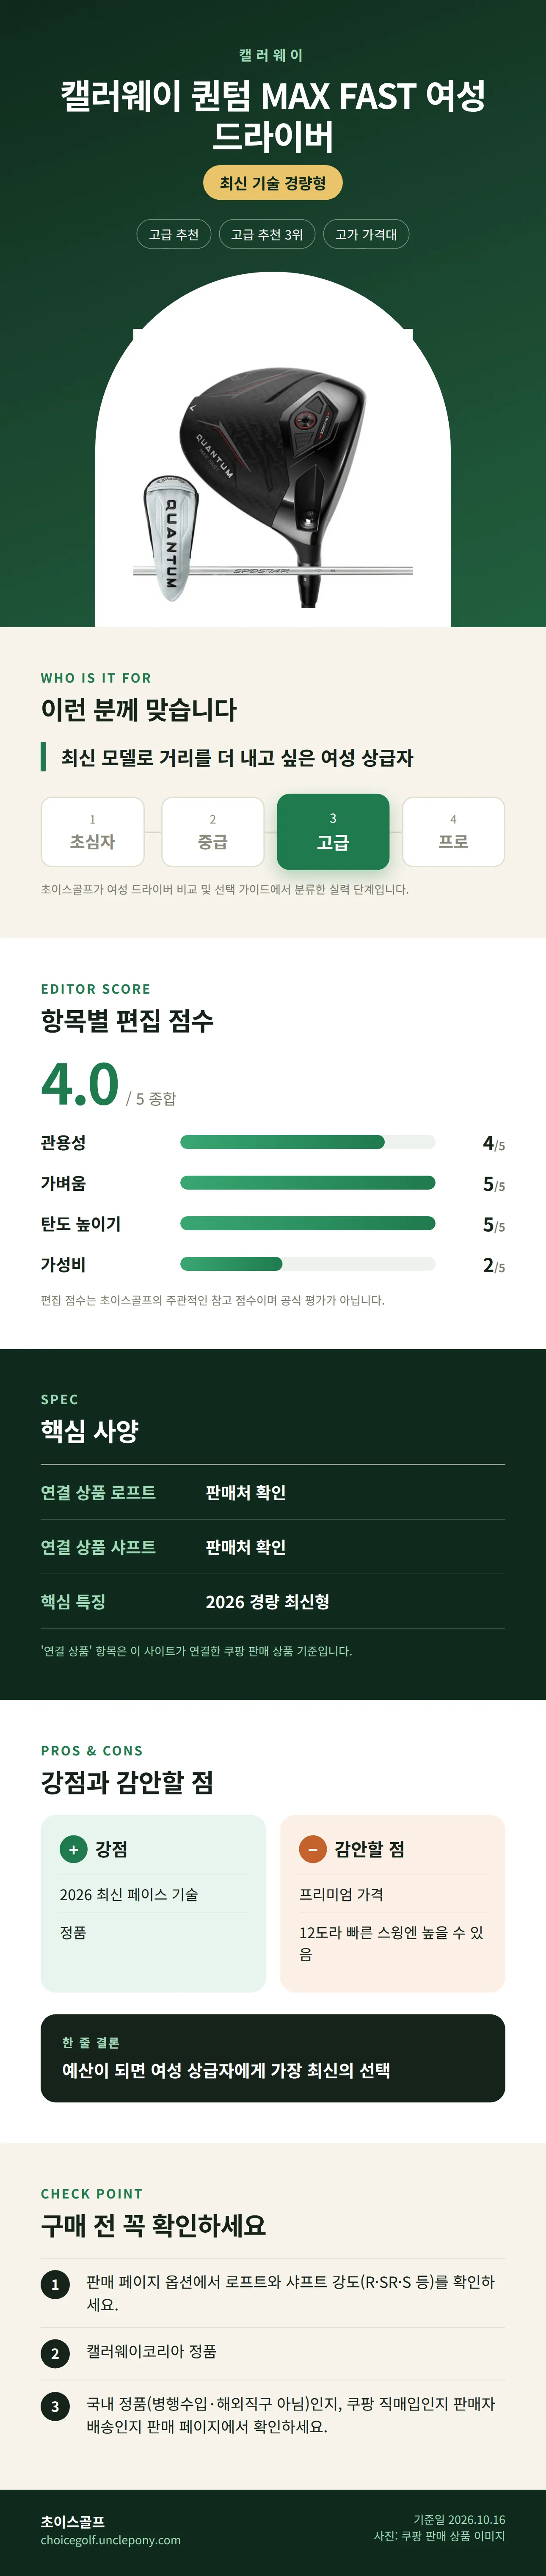 캘러웨이
캘러웨이 퀀텀 MAX FAST 여성
드라이버
최신 기술 경량형
고급 추천
고급 추천 3위
고가 가격대
QUANTUM
QUANTUM
SPDSTAR
WHO IS IT FOR
이런 분께 맞습니다
최신 모델로 거리를 더 내고 싶은 여성 상급자
1
초심자
2
중급
3
고급
4
프로
초이스골프가 여성 드라이버 비교 및 선택 가이드에서 분류한 실력 단계입니다.
EDITOR SCORE
항목별 편집 점수
4.0 / 5 종합
관용성 4/5
가벼움 5/5
탄도 높이기 5/5
가성비 2/5
편집 점수는 초이스골프의 주관적인 참고 점수이며 공식 평가가 아닙니다.
SPEC
핵심 사양
연결 상품 로프트 판매처 확인
연결 상품 샤프트 판매처 확인
핵심 특징 2026 경량 최신형
'연결 상품' 항목은 이 사이트가 연결한 쿠팡 판매 상품 기준입니다.
PROS & CONS
강점과 감안할 점
+ 강점
2026 최신 페이스 기술
정품
− 감안할 점
프리미엄 가격
12도라 빠른 스윙엔 높을 수 있
음
한 줄 결론
예산이 되면 여성 상급자에게 가장 최신의 선택
CHECK POINT
구매 전 꼭 확인하세요
1 판매 페이지 옵션에서 로프트와 샤프트 강도(R·SR·S 등)를 확인하
세요.
2 캘러웨이코리아 정품
3 국내 정품(병행수입·해외직구 아님)인지, 쿠팡 직매입인지 판매자
배송인지 판매 페이지에서 확인하세요.
초이스골프
choicegolf.unclepony.com
기준일 2026.10.16
사진: 쿠팡 판매 상품 이미지